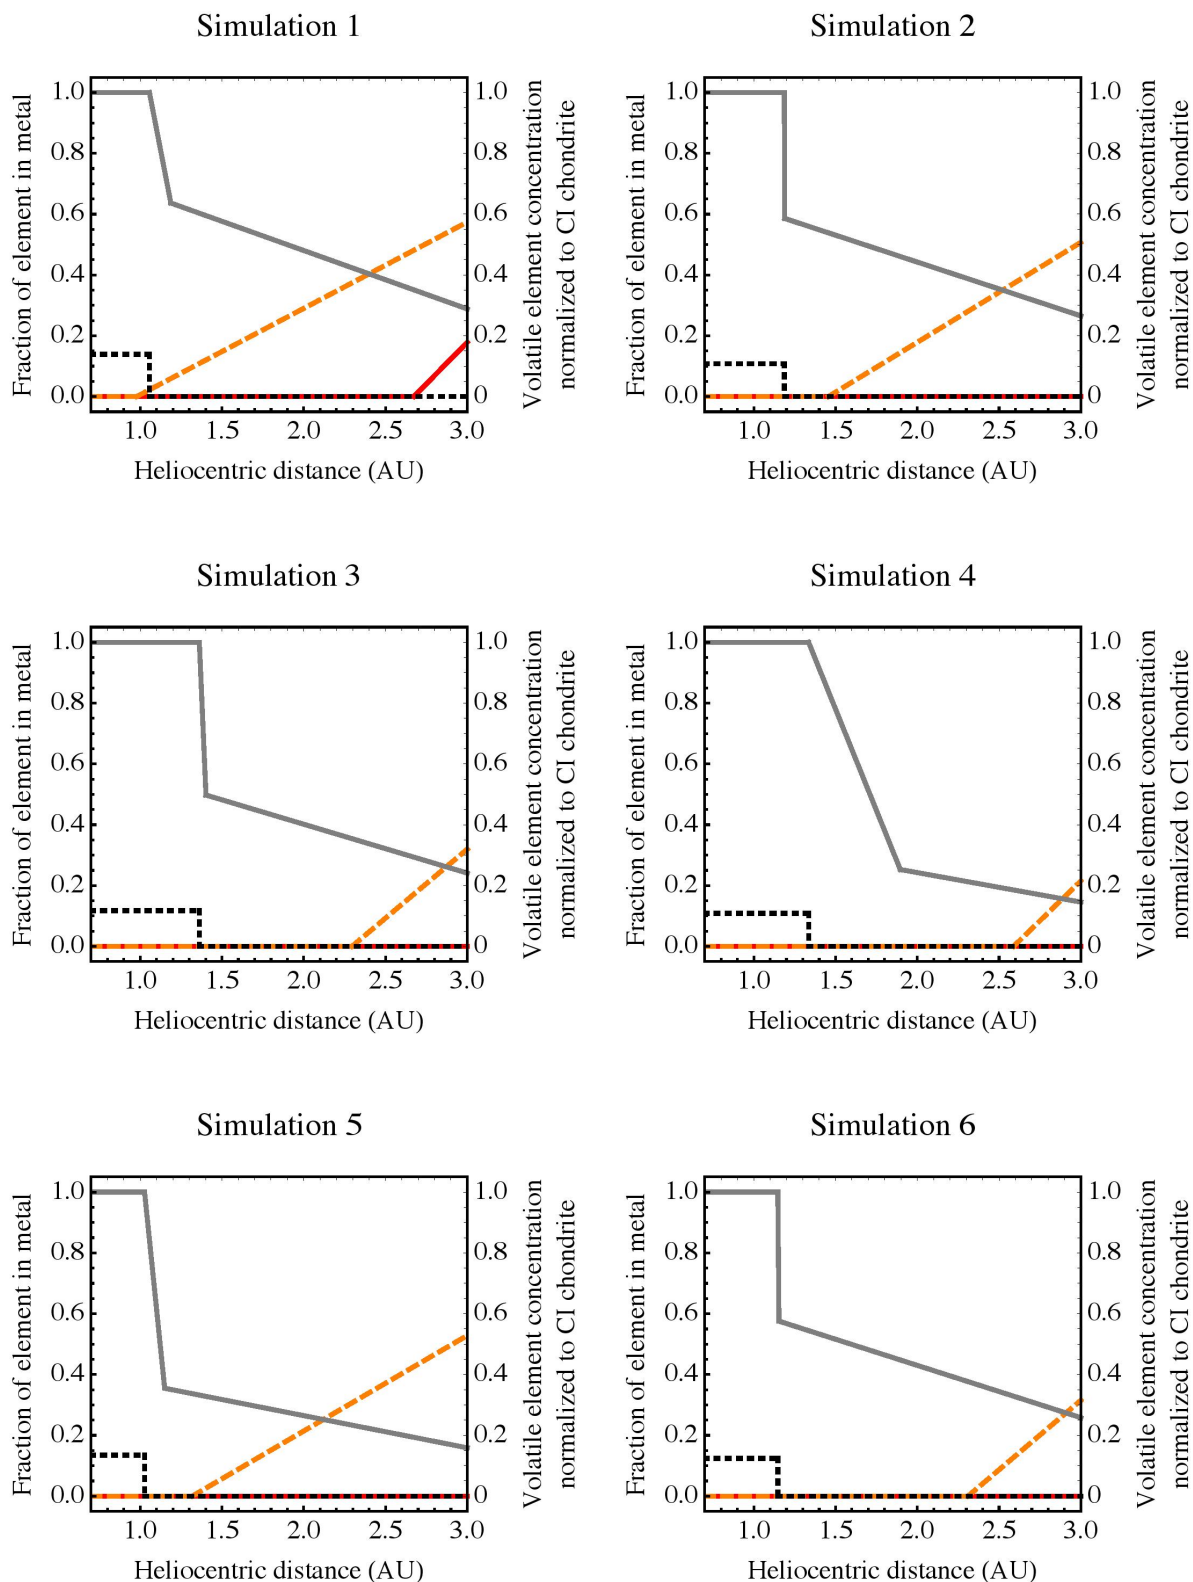 Simulation 1
Fraction of element in metal
1.0
0.8
0.6
0.4
0.2
0.0
1.0
0.8
0.6
0.4
0.2
0
Volatile element concentration
normalized to CI chondrite
1.0 1.5 2.0 2.5 3.0
Heliocentric distance (AU)
Simulation 2
Fraction of element in metal
1.0
0.8
0.6
0.4
0.2
0.0
1.0
0.8
0.6
0.4
0.2
0
Volatile element concentration
normalized to CI chondrite
1.0 1.5 2.0 2.5 3.0
Heliocentric distance (AU)
Simulation 3
Fraction of element in metal
1.0
0.8
0.6
0.4
0.2
0.0
1.0
0.8
0.6
0.4
0.2
0
Volatile element concentration
normalized to CI chondrite
1.0 1.5 2.0 2.5 3.0
Heliocentric distance (AU)
Simulation 4
Fraction of element in metal
1.0
0.8
0.6
0.4
0.2
0.0
1.0
0.8
0.6
0.4
0.2
0
Volatile element concentration
normalized to CI chondrite
1.0 1.5 2.0 2.5 3.0
Heliocentric distance (AU)
Simulation 5
Fraction of element in metal
1.0
0.8
0.6
0.4
0.2
0.0
1.0
0.8
0.6
0.4
0.2
0
Volatile element concentration
normalized to CI chondrite
1.0 1.5 2.0 2.5 3.0
Heliocentric distance (AU)
Simulation 6
Fraction of element in metal
1.0
0.8
0.6
0.4
0.2
0.0
1.0
0.8
0.6
0.4
0.2
0
Volatile element concentration
normalized to CI chondrite
1.0 1.5 2.0 2.5 3.0
Heliocentric distance (AU)